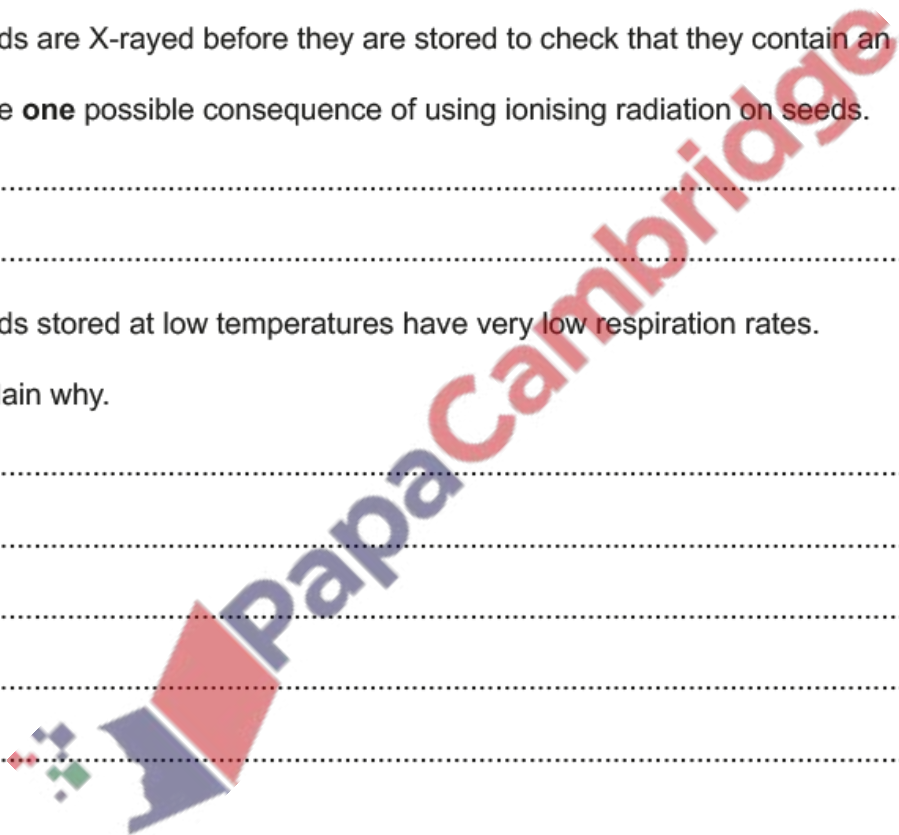 ds are X-rayed before they are stored to check that they contain an
e one possible consequence of using ionising radiation on seeds.
ds stored at low temperatures have very low respiration rates.
lain why.
PapaCambridge